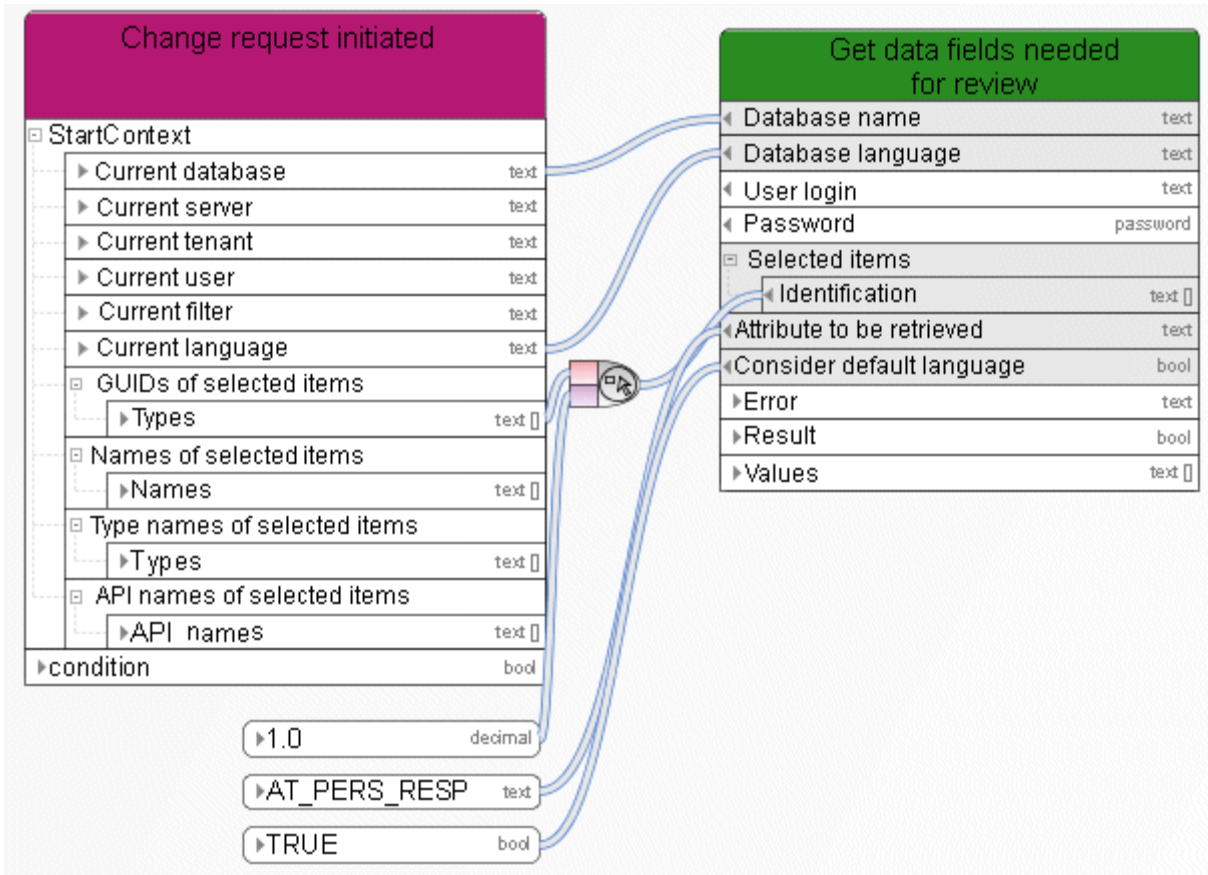 Change request initiated
StartContext
Current database text
Current server text
Current tenant text
Current user text
Current filter text
Current language text
GUIDs of selected items
Types text []
Names of selected items
Names text []
Type names of selected items
Types text []
API names of selected items
API names text []
condition bool
1.0 decimal
AT_PERS_RESP text
TRUE bool
Get data fields needed
for review
Database name text
Database language text
User login text
Password password
Selected items
Identification text []
Attribute to be retrieved text
Consider default language bool
Error text
Result bool
Values text []